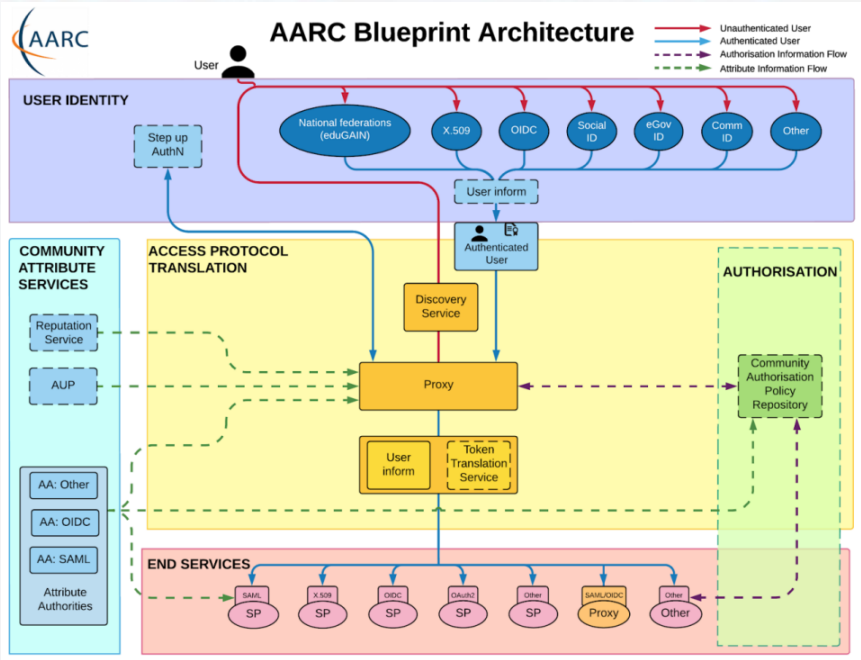 AARC
AARC Blueprint Architecture
Unauthenticated User
Authenticated User
Authorisation Information Flow
Attribute Information Flow
User
USER IDENTITY
Step up
AuthN
National federations
(eduGAIN)
X.509
OIDC
Social
ID
eGov
ID
Comm
ID
Other
User inform
Authenticated
User
COMMUNITY
ATTRIBUTE
SERVICES
ACCESS PROTOCOL
TRANSLATION
AUTHORISATION
Discovery
Service
Reputation
Service
AUP
Proxy
Community
Authorisation
Policy
Repository
User
inform
Token
Translation
Service
AA: Other
AA: OIDC
AA: SAML
Attribute
Authorities
END SERVICES
SAML
SP
X.509
SP
OIDC
SP
OAuth2
SP
Other
SP
SAML/OIDC
Proxy
Other
Other